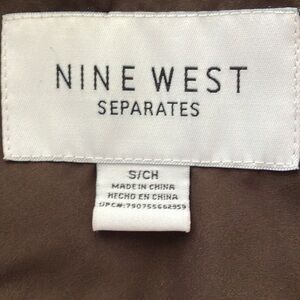 NINE WEST
SEPARATES
S/CH
MADE IN CHINA
HECHO EN CHINA
UPC#:790755662959